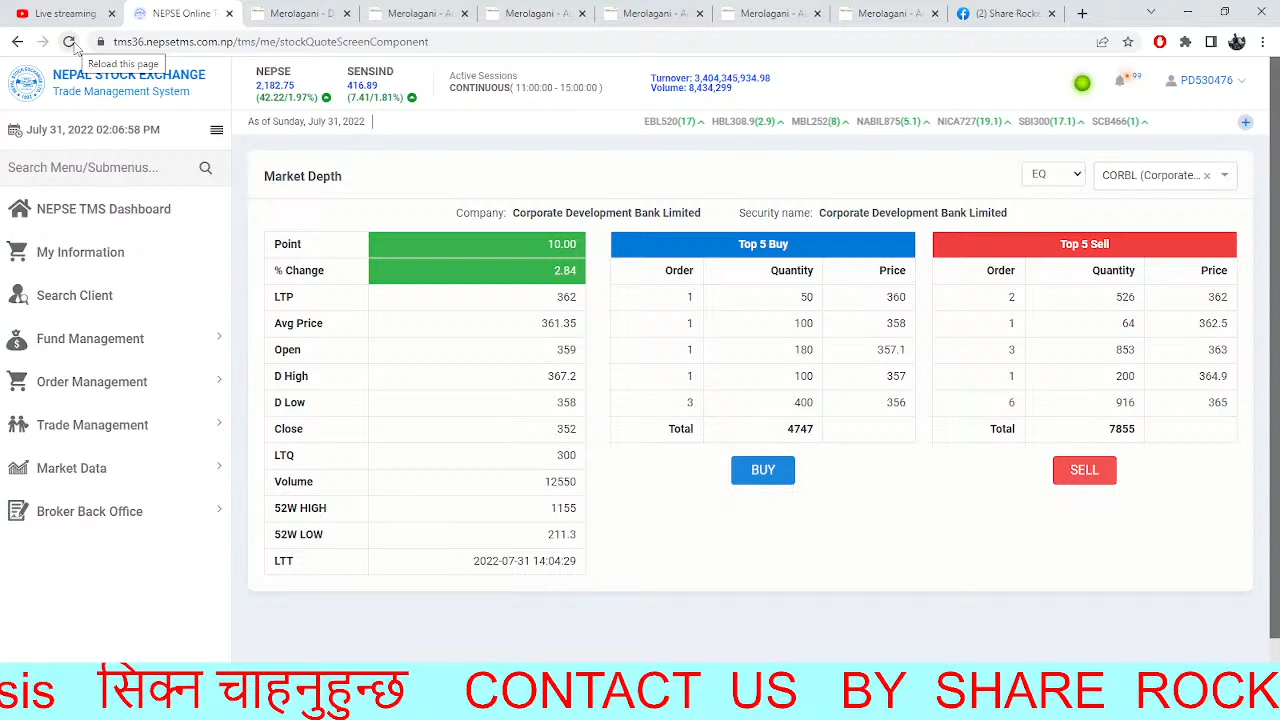 Live streaming
NEPSE Online T
Merolagani - D
Merolagani - A
Merolagani - A
Merolagani - A
Merolagani - A
Merolagani - A
(2) Share Rocke
tms36.nepsetms.com.np/tms/me/stockQuoteScreenComponent
Reload this page
NEPAL STOCK EXCHANGE
Trade Management System
NEPSE
2,182.75
(42.22/1.97%)
SENSIND
416.89
(7.41/1.81%)
Active Sessions
CONTINUOUS( 11:00:00 - 15:00:00 )
Turnover: 3,404,345,934.98
Volume: 8,434,299
99
PD530476
July 31, 2022 02:06:58 PM
As of Sunday, July 31, 2022
EBL520(17) HBL308.9(2.9) MBL252(8) NABIL875(5.1) NICA727(19.1) SBI300(17.1) SCB466(1)
Search Menu/Submenus...
NEPSE TMS Dashboard
My Information
Search Client
Fund Management
Order Management
Trade Management
Market Data
Broker Back Office
Market Depth
EQ
CORBL (Corporate...
Company: Corporate Development Bank Limited Security name: Corporate Development Bank Limited
Point 10.00
% Change 2.84
LTP 362
Avg Price 361.35
Open 359
D High 367.2
D Low 358
Close 352
LTQ 300
Volume 12550
52W HIGH 1155
52W LOW 211.3
LTT 2022-07-31 14:04:29
Top 5 Buy
Order Quantity Price
1 50 360
1 100 358
1 180 357.1
1 100 357
3 400 356
Total 4747
BUY
Top 5 Sell
Order Quantity Price
2 526 362
1 64 362.5
3 853 363
1 200 364.9
6 916 365
Total 7855
SELL
sis सिक्न चाहनुहुन्छ CONTACT US BY SHARE ROCK